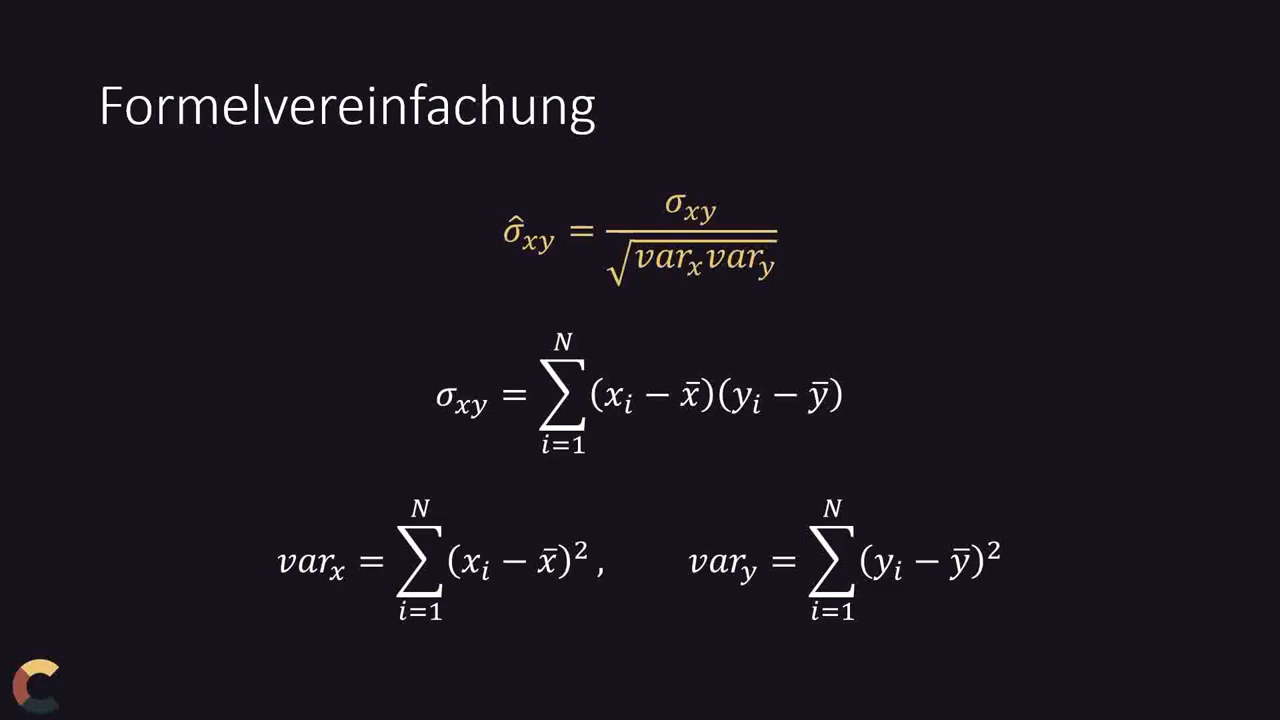 Formelvereinfachung
σ̂_xy = σ_xy / √(var_x var_y)
σ_xy = ∑_{i=1}^{N} (x_i − x̄)(y_i − ȳ)
var_x = ∑_{i=1}^{N} (x_i − x̄)², var_y = ∑_{i=1}^{N} (y_i − ȳ)²